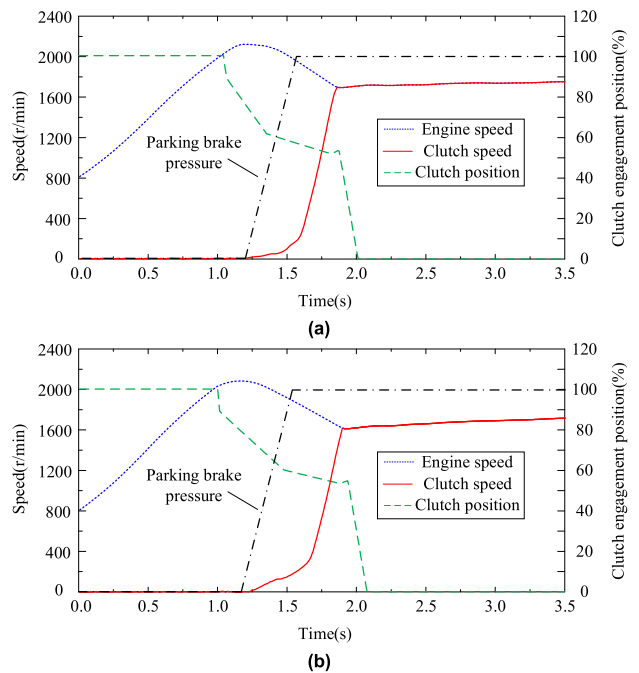 2400
2000
1600
1200
800
400
0
Speed(r/min)
120
100
80
60
40
20
0
Clutch engagement position(%)
Parking brake
pressure
Engine speed
Clutch speed
Clutch position
0.0 0.5 1.0 1.5 2.0 2.5 3.0 3.5
Time(s)
(a)
2400
2000
1600
1200
800
400
0
Speed(r/min)
120
100
80
60
40
20
0
Clutch engagement position(%)
Parking brake
pressure
Engine speed
Clutch speed
Clutch position
0.0 0.5 1.0 1.5 2.0 2.5 3.0 3.5
Time(s)
(b)